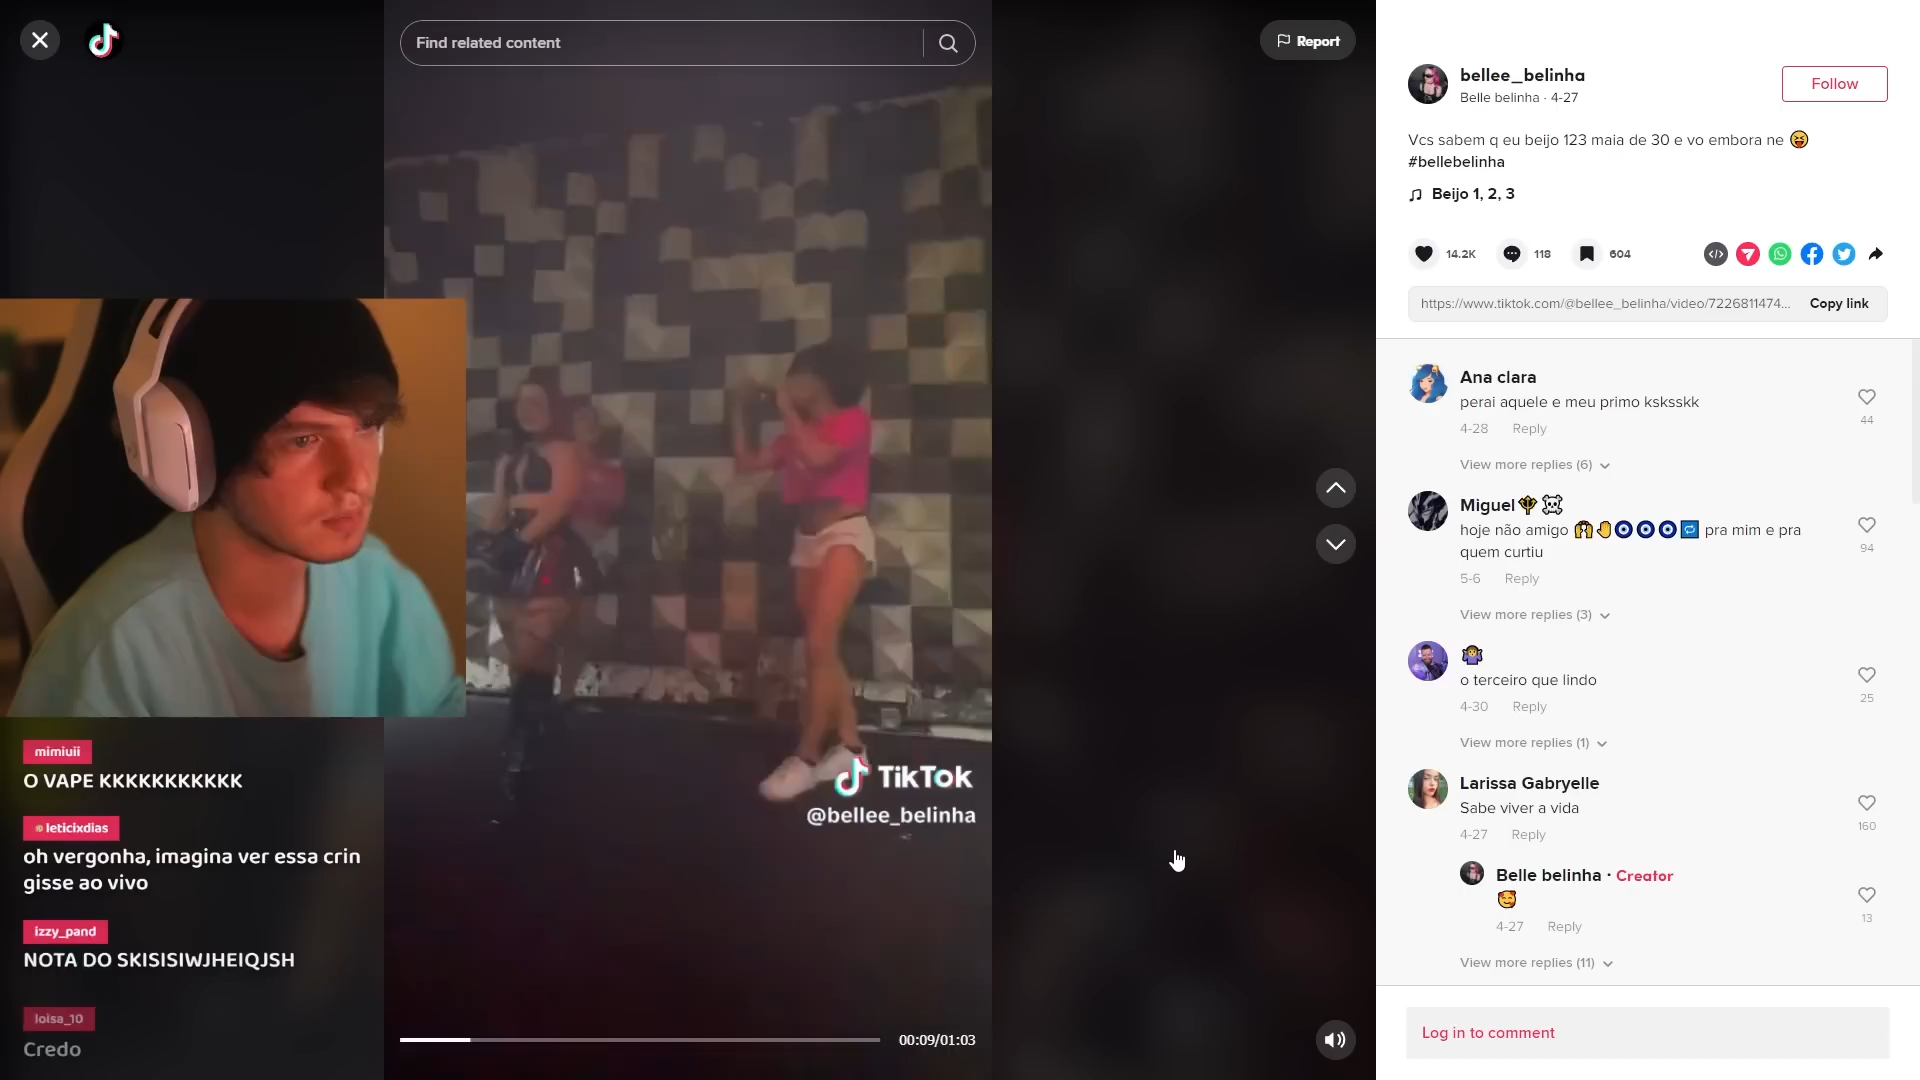 Find related content
Report
bellee_belinha
Belle belinha · 4-27
Follow
Vcs sabem q eu beijo 123 maia de 30 e vo embora ne 😝
#bellebelinha
Beijo 1, 2, 3
14.2K
118
604
https://www.tiktok.com/@bellee_belinha/video/7226811474...
Copy link
Ana clara
perai aquele e meu primo ksksskk
44
4-28 Reply
View more replies (6)
Miguel🔱☠️
hoje não amigo 🙌🤚🧿🧿🧿🔁 pra mim e pra
quem curtiu
94
5-6 Reply
View more replies (3)
🤷
o terceiro que lindo
25
4-30 Reply
View more replies (1)
Larissa Gabryelle
Sabe viver a vida
160
4-27 Reply
Belle belinha · Creator
🥰
13
4-27 Reply
View more replies (11)
Log in to comment
TikTok
@bellee_belinha
00:09/01:03
mimiuii
O VAPE KKKKKKKKKKK
leticixdias
oh vergonha, imagina ver essa crin
gisse ao vivo
izzy_pand
NOTA DO SKISISIWJHEIQJSH
loisa_10
Credo